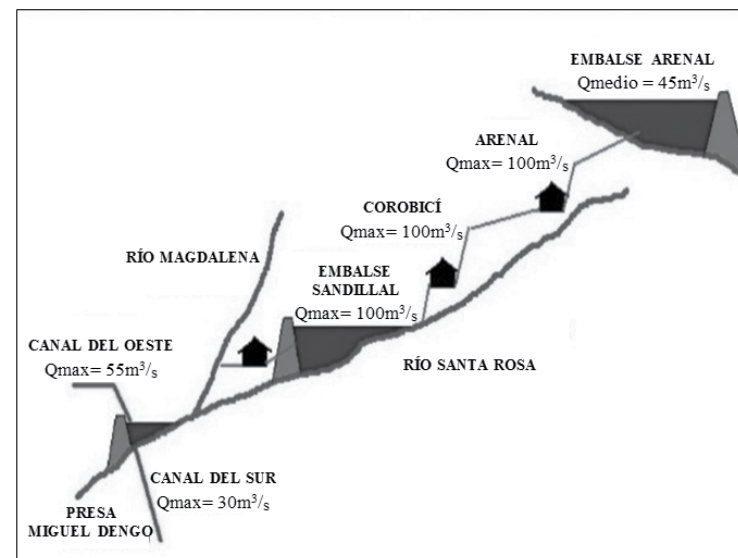 EMBALSE ARENAL
Qmedio = 45m³/s
ARENAL
Qmax= 100m³/s
COROBICÍ
Qmax= 100m³/s
RÍO MAGDALENA
EMBALSE
SANDILLAL
Qmax= 100m³/s
CANAL DEL OESTE
Qmax= 55m³/s
RÍO SANTA ROSA
CANAL DEL SUR
Qmax= 30m³/s
PRESA
MIGUEL DENGO